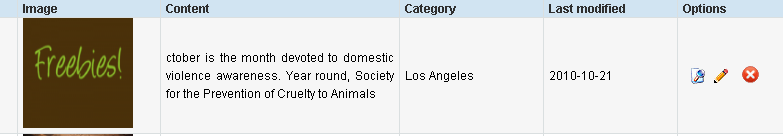 Image Content Category Last modified Options
Freebies!
ctober is the month devoted to domestic
violence awareness. Year round, Society
for the Prevention of Cruelty to Animals
Los Angeles
2010-10-21